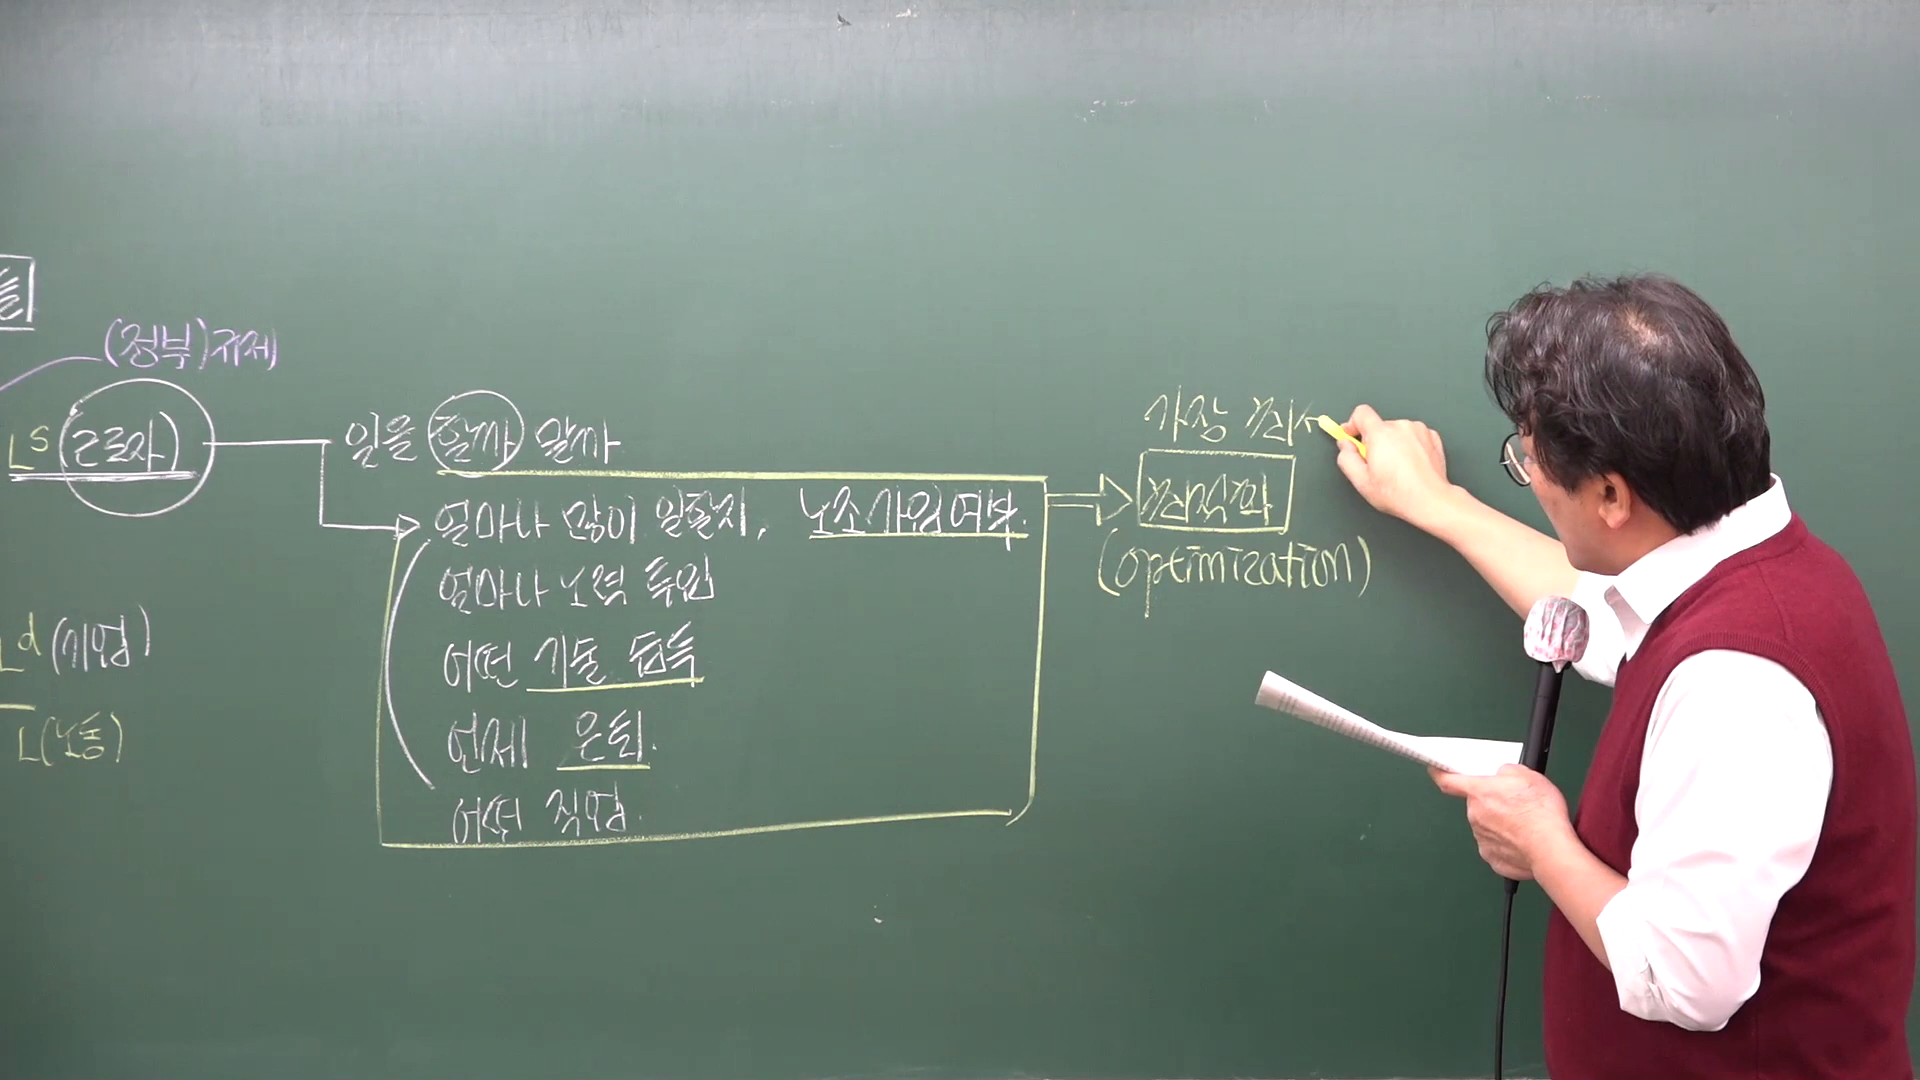 (정부)규제
L^s (근로자)
일을 할까 말까
얼마나 많이 일할지, 노조가입여부.
얼마나 노력 투입
어떤 기술 습득
언제 은퇴.
어떤 직업.
L^d (기업)
L(노동)
가장
최적화
(optimization)